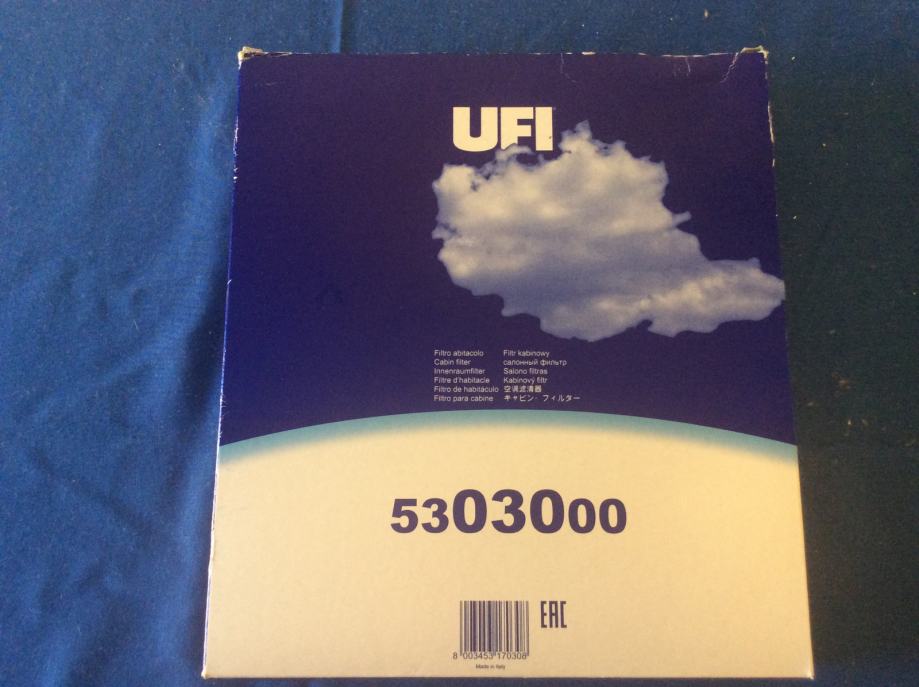 UFI
Filtro abitacolo
Cabin filter
Innenraumfilter
Filtre d'habitacle
Filtro de habitáculo
Filtro para cabine
Filtr kabinowy
салонный фильтр
Salono filtras
Kabinový filtr
空调滤清器
キャビン・フィルター
530300​0
EAC
8 003453 170308
Made in Italy